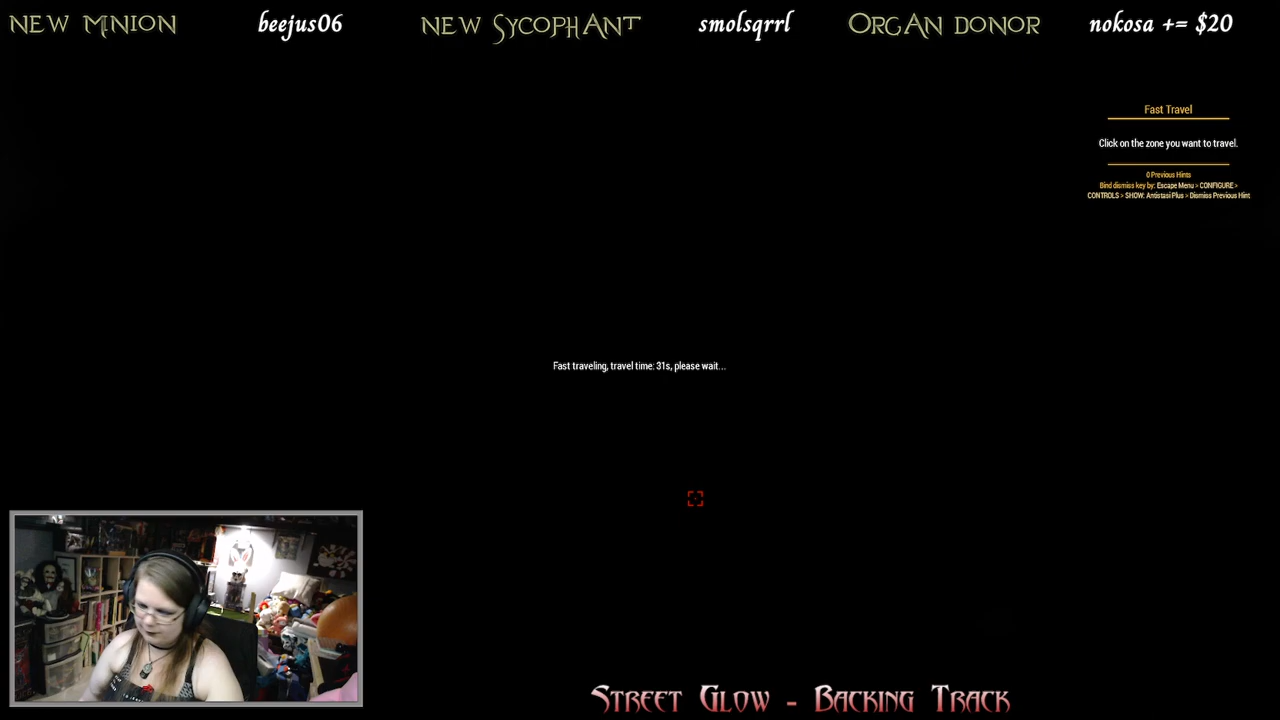 NEW MINION beejus06 NEW SYCOPHANT smolsqrrl ORGAN DONOR nokosa += $20
Fast Travel
Click on the zone you want to travel.
0 Previous Hints
Bind dismiss key by: Escape Menu > CONFIGURE >
CONTROLS > SHOW: Antistasi Plus > Dismiss Previous Hint
Fast traveling, travel time: 31s, please wait...
STREET GLOW - BACKING TRACK